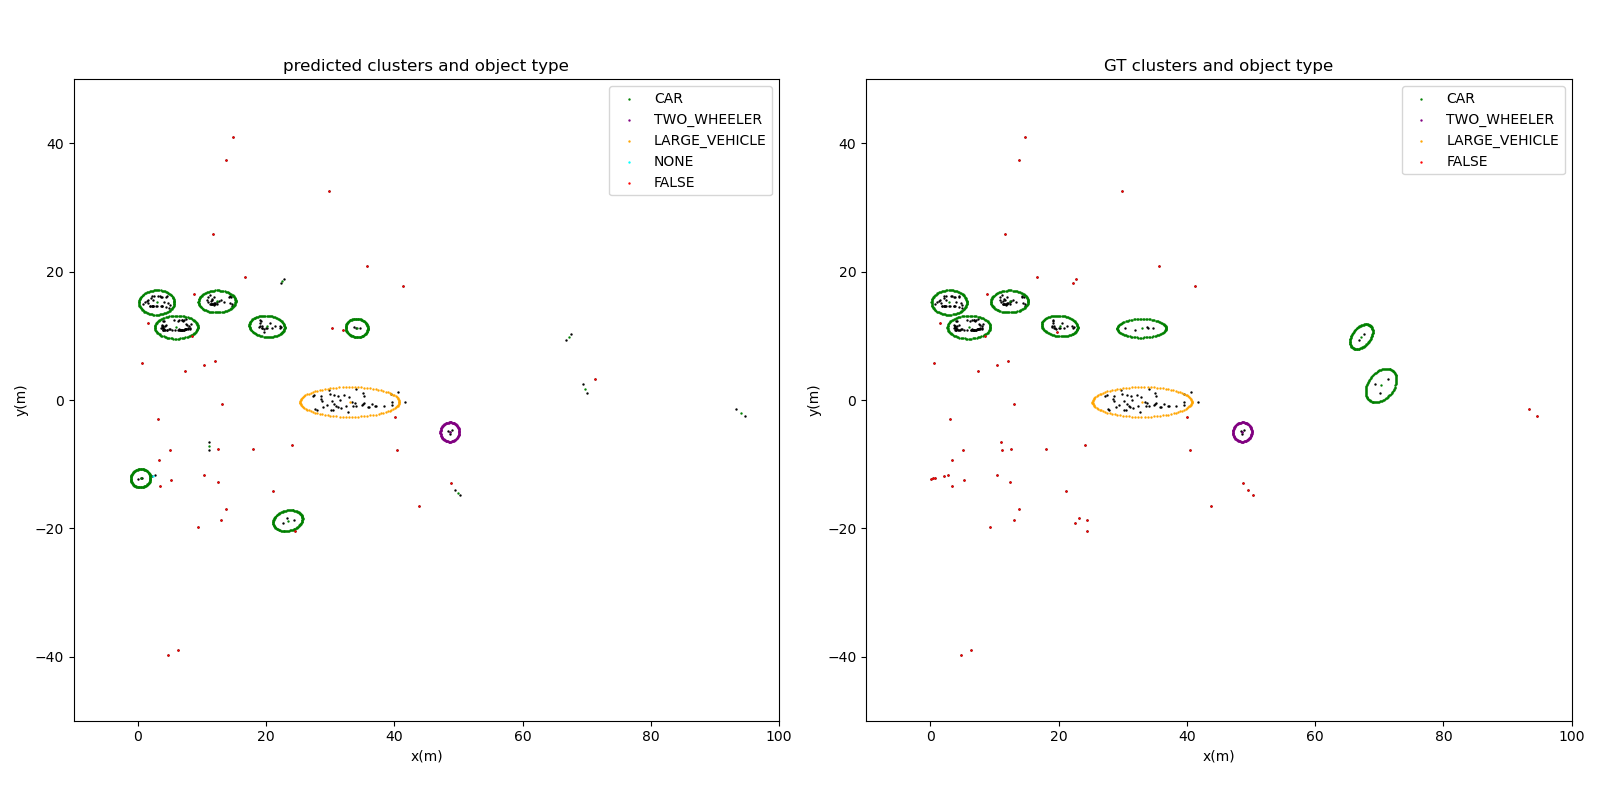 predicted clusters and object type
CAR
TWO_WHEELER
LARGE_VEHICLE
NONE
FALSE
40
20
0
−20
−40
y(m)
0
20
40
60
80
100
x(m)
GT clusters and object type
CAR
TWO_WHEELER
LARGE_VEHICLE
FALSE
40
20
0
−20
−40
y(m)
0
20
40
60
80
100
x(m)